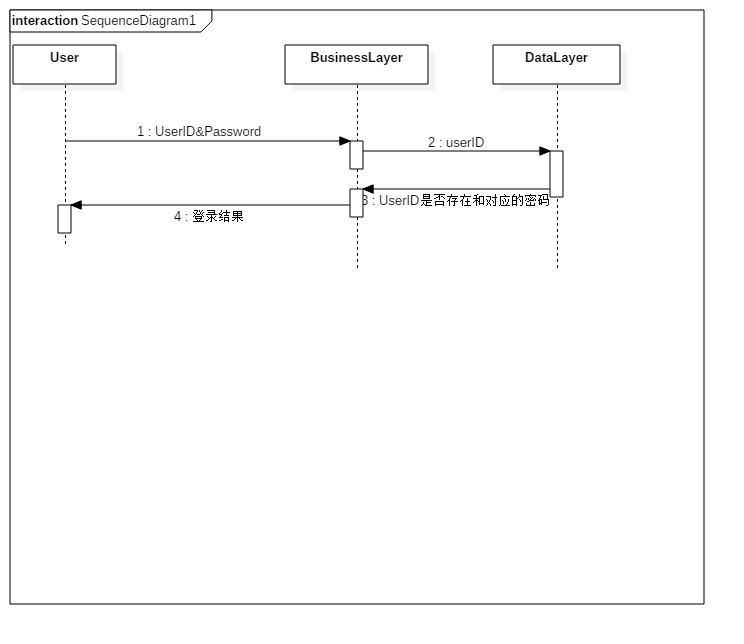 interaction SequenceDiagram1
User
BusinessLayer
DataLayer
1 : UserID&Password
2 : userID
3 : UserID是否存在和对应的密码
4 : 登录结果